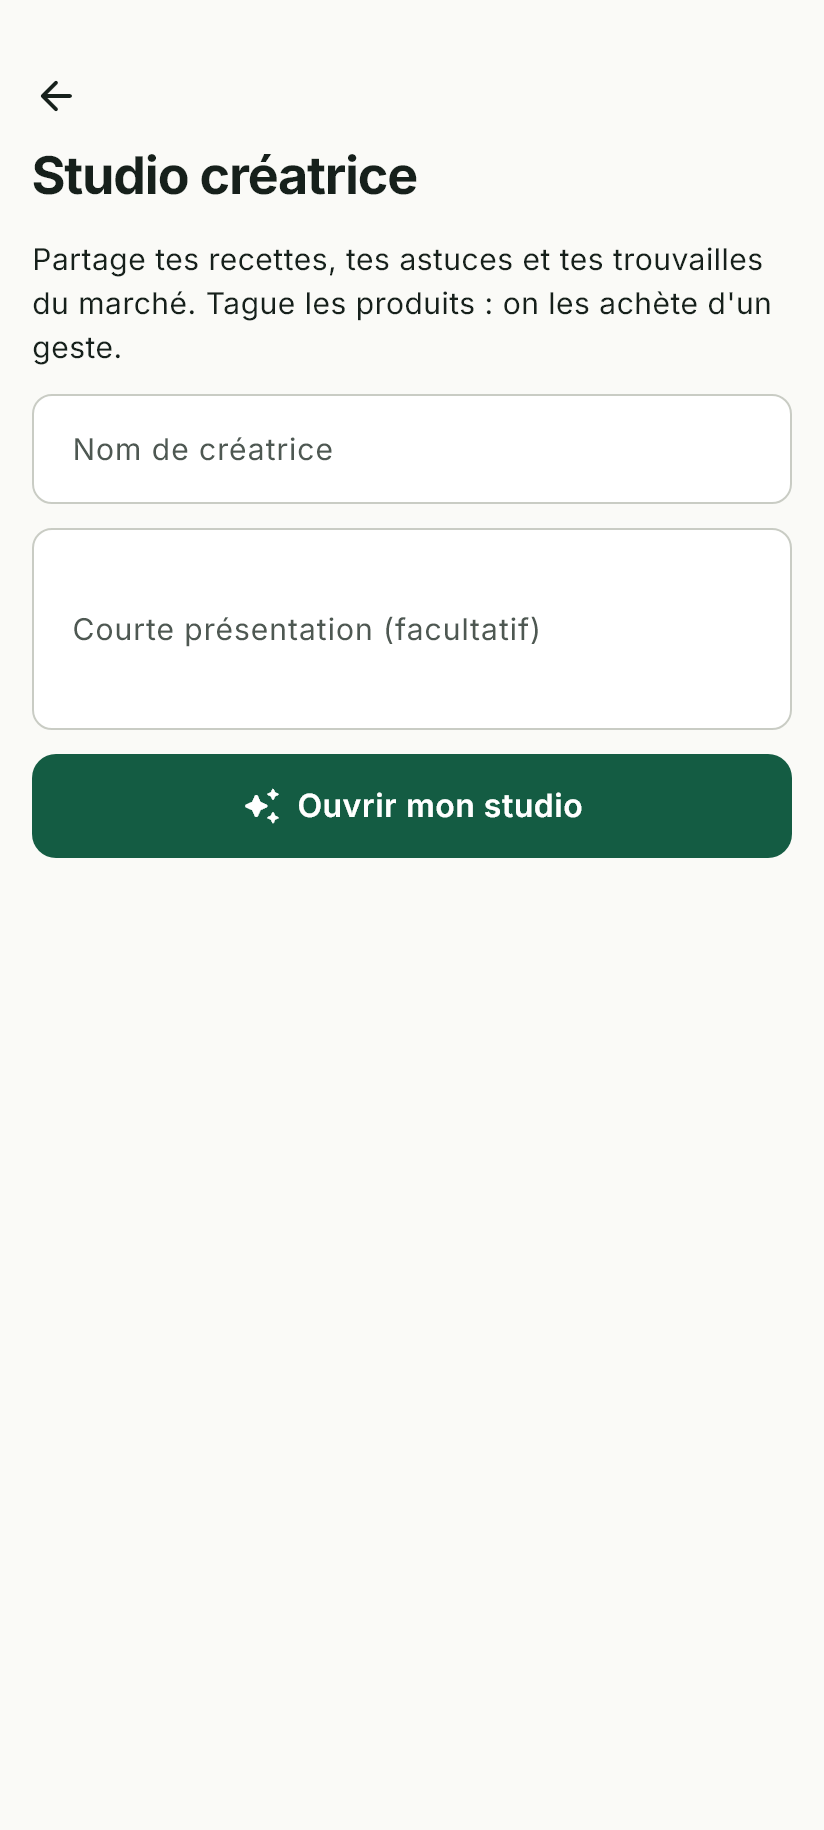 Studio créatrice
Partage tes recettes, tes astuces et tes trouvailles
du marché. Tague les produits : on les achète d'un
geste.
Nom de créatrice
Courte présentation (facultatif)
Ouvrir mon studio